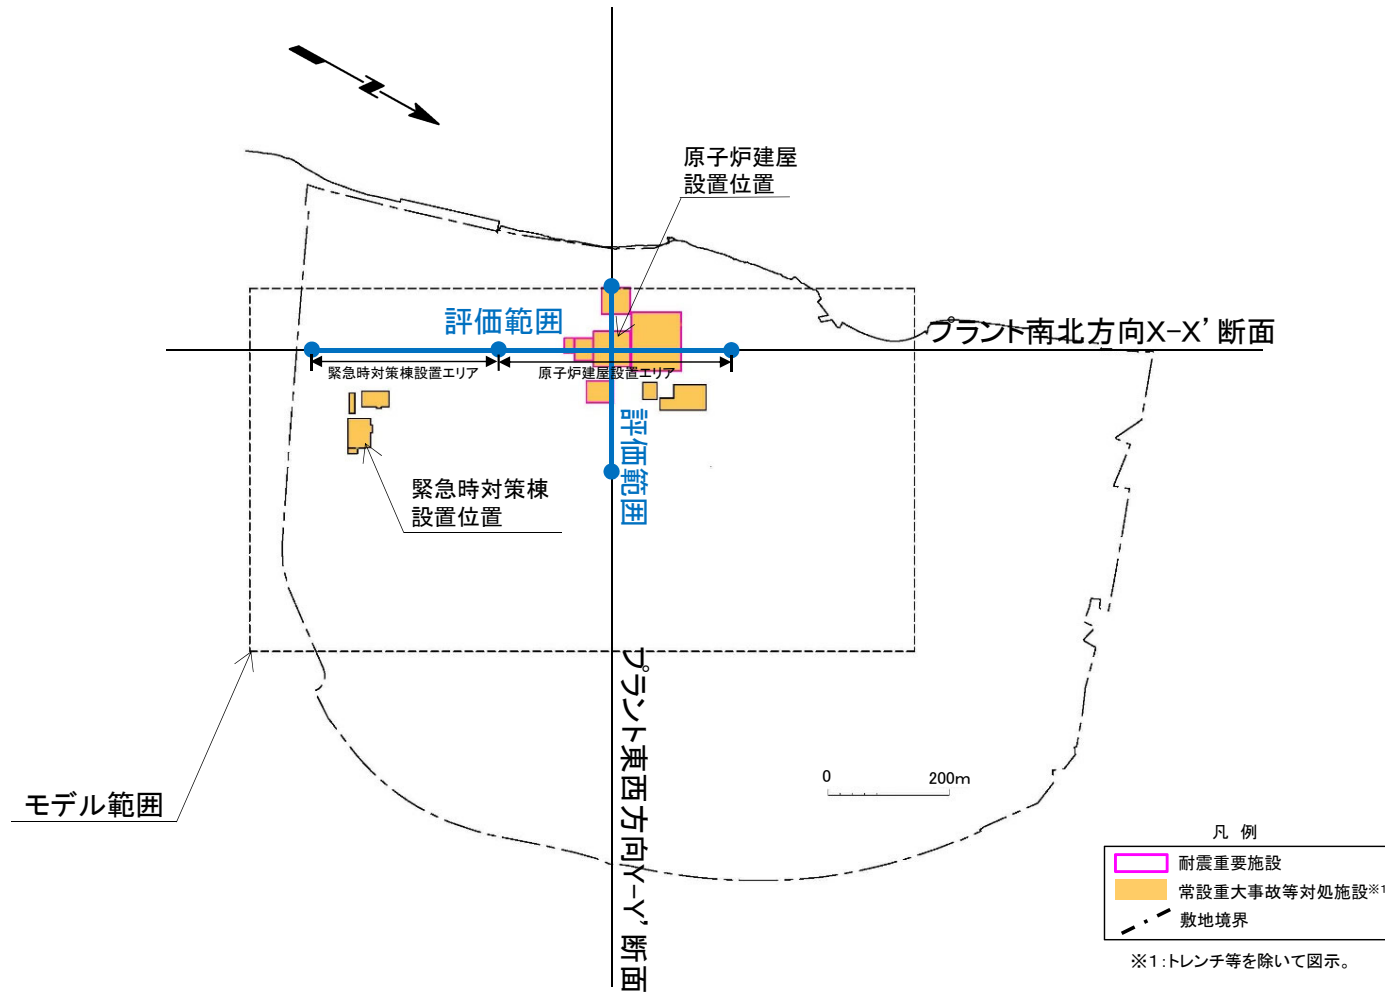 原子炉建屋
設置位置
評価範囲
プラント南北方向X-X’断面
緊急時対策棟設置エリア
原子炉建屋設置エリア
評価範囲
緊急時対策棟
設置位置
プラント東西方向Y-Y’断面
モデル範囲
0 200m
凡 例
耐震重要施設
常設重大事故等対処施設※1
敷地境界
※1:トレンチ等を除いて図示。